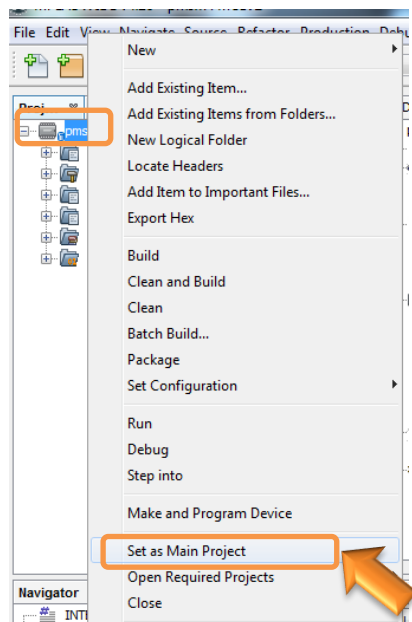 File Edit View Navigate Source Refactor Production Debu
New
Add Existing Item...
Add Existing Items from Folders...
New Logical Folder
Locate Headers
Add Item to Important Files...
Export Hex
Build
Clean and Build
Clean
Batch Build...
Package
Set Configuration
Run
Debug
Step into
Make and Program Device
Set as Main Project
Open Required Projects
Close
Proj
pms
Navigator